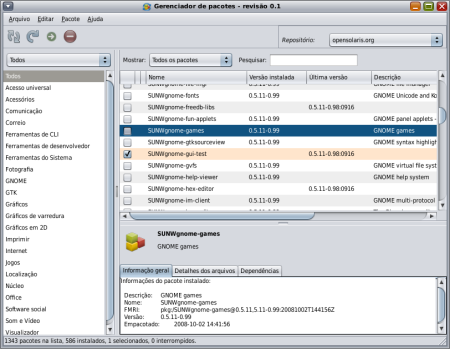 Gerenciador de pacotes - revisão 0.1
Arquivo Editar Pacote Ajuda
Repositório: opensolaris.org
Todos
Mostrar: Todos os pacotes Pesquisar:
Nome Versão instalada Última versão Descrição
SUNWgnome-fonts 0.5.11-0.99 GNOME Unicode and Ko
SUNWgnome-freedb-libs 0.5.11-0.98:0916
SUNWgnome-fun-applets 0.5.11-0.99 GNOME panel applets -
SUNWgnome-games 0.5.11-0.99 GNOME games
SUNWgnome-gtksourceview 0.5.11-0.99 GNOME syntax highligh
SUNWgnome-gui-test 0.5.11-0.98:0916
SUNWgnome-gvfs 0.5.11-0.99 GNOME virtual file syst
SUNWgnome-help-viewer 0.5.11-0.99 GNOME help system
SUNWgnome-hex-editor 0.5.11-0.98:0916
SUNWgnome-im-client 0.5.11-0.99 GNOME multi-protocol
Todos
Acesso universal
Acessórios
Comunicação
Correio
Ferramentas de CLI
Ferramentas de desenvolvedor
Ferramentas do Sistema
Fotografia
GNOME
GTK
Gráficos
Gráficos de varredura
Gráficos em 2D
Imprimir
Internet
Jogos
Localização
Núcleo
Office
Software social
Som e Vídeo
Visualizador
SUNWgnome-games
GNOME games
Informação geral Detalhes dos arquivos Dependências
Informações do pacote instalado:
Descrição: GNOME games
Nome: SUNWgnome-games
FMRI: pkg:/SUNWgnome-games@0.5.11,5.11-0.99:20081002T144156Z
Versão: 0.5.11-0.99
Empacotado: 2008-10-02 14:41:56
1343 pacotes na lista, 586 instalados, 1 selecionados, 0 interrompidos.